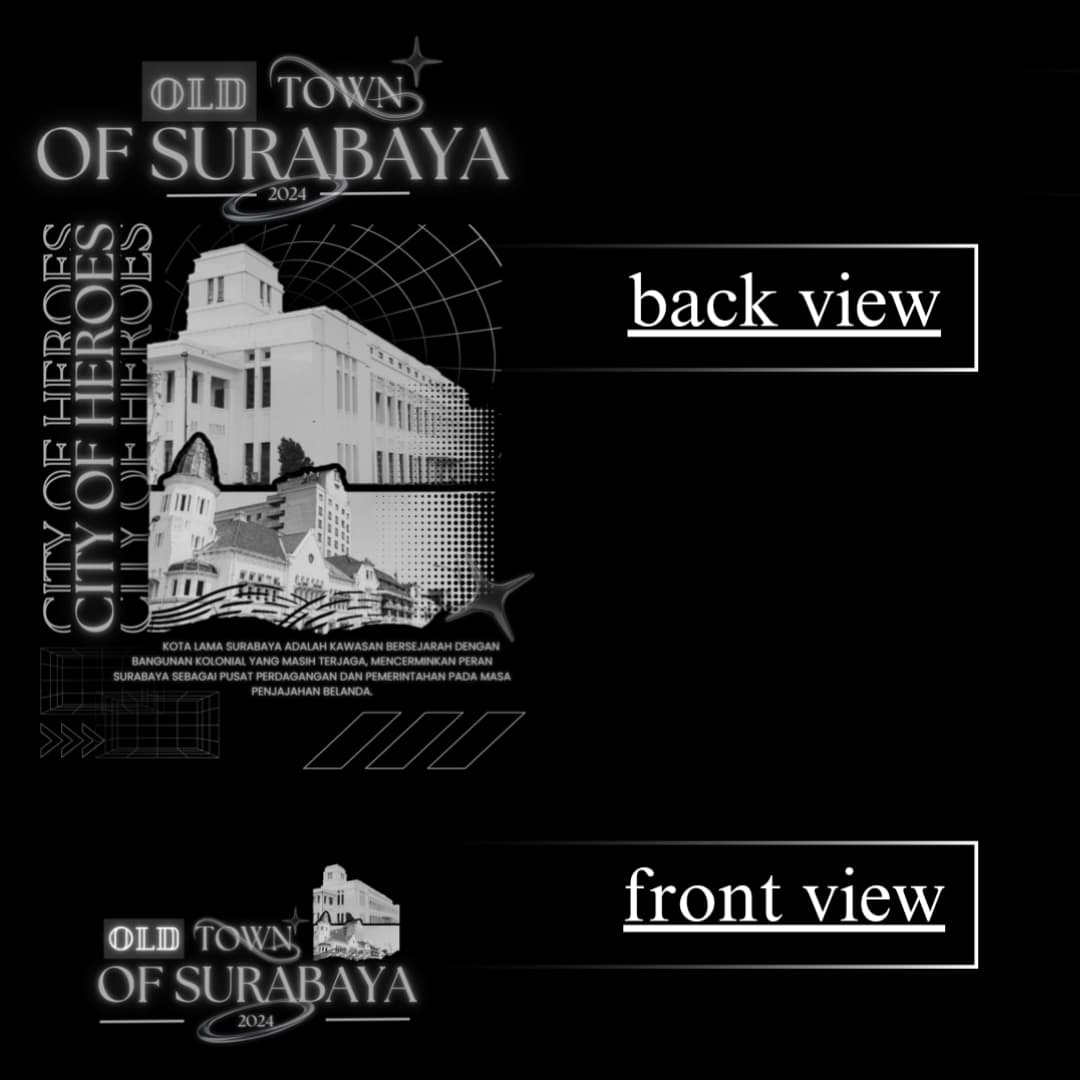 OLD TOWN
OF SURABAYA
2024
CITY OF HEROES
CITY OF HEROES
CITY OF HEROES
back view
KOTA LAMA SURABAYA ADALAH KAWASAN BERSEJARAH DENGAN
BANGUNAN KOLONIAL YANG MASIH TERJAGA, MENCERMINKAN PERAN
SURABAYA SEBAGAI PUSAT PERDAGANGAN DAN PEMERINTAHAN PADA MASA
PENJAJAHAN BELANDA.
front view
OLD TOWN
OF SURABAYA
2024